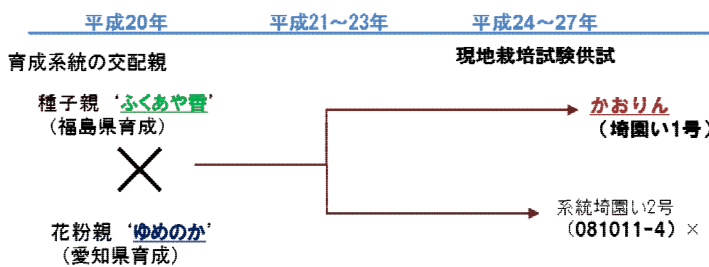 平成20年 平成21～23年 平成24～27年
育成系統の交配親
現地栽培試験供試
種子親 ‘ふくあや香’
(福島県育成)
かおりん
(埼園い1号)
系統埼園い2号
(081011-4) ×
花粉親 ‘ゆめのか’
(愛知県育成)